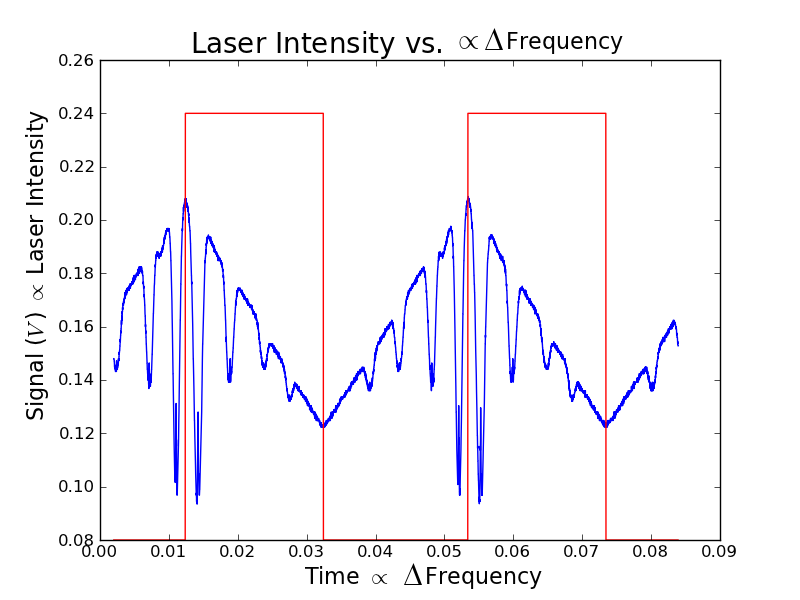 Laser Intensity vs. ∝ΔFrequency
0.26
0.24
0.22
0.20
0.18
0.16
0.14
0.12
0.10
0.08
Signal (V) ∝ Laser Intensity
0.00 0.01 0.02 0.03 0.04 0.05 0.06 0.07 0.08 0.09
Time ∝ ΔFrequency